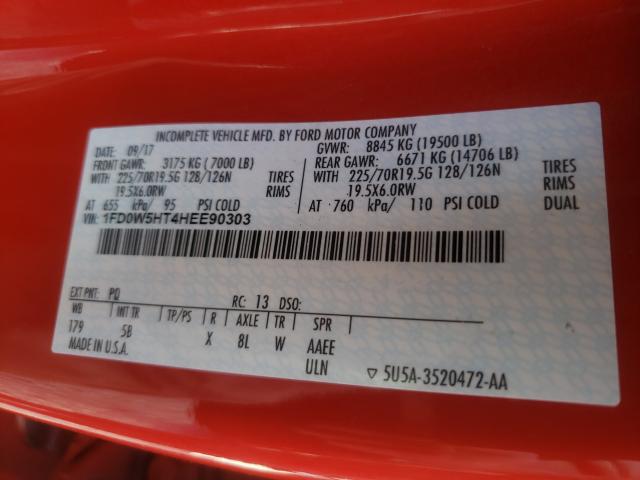 INCOMPLETE VEHICLE MFD. BY FORD MOTOR COMPANY
DATE: 09/17 GVWR: 8845 KG (19500 LB)
FRONT GAWR: 3175 KG (7000 LB) REAR GAWR: 6671 KG (14706 LB)
WITH 225/70R19.5G 128/126N TIRES WITH 225/70R19.5G 128/126N TIRES
19.5X6.0RW RIMS 19.5X6.0RW RIMS
AT 655 kPa/ 95 PSI COLD AT 760 kPa/ 110 PSI COLD DUAL
VIN: 1FD0W5HT4HEE90303
EXT PNT: PQ RC: 13 DSO:
WB INT TR TP/PS R AXLE TR SPR
179 5B X 8L W AAEE
MADE IN U.S.A. ULN ▽ 5U5A-3520472-AA